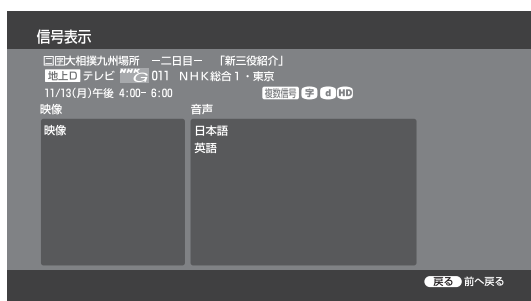 信号表示
二字大相撲九州場所 −二日目− 「新三役紹介」
地上D テレビ NHKG 011 NHK総合1・東京
11/13(月)午後 4:00− 6:00 複数信号 字 d HD
映像 音声
映像 日本語
英語
戻る 前へ戻る